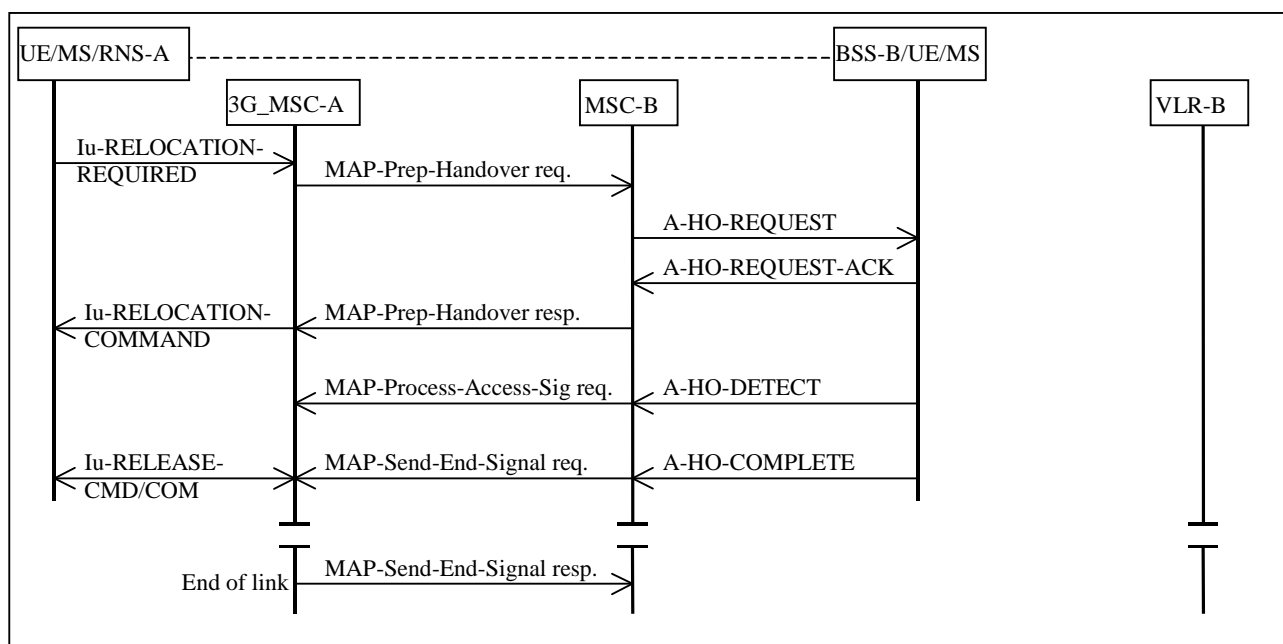 UE/MS/RNS-A
BSS-B/UE/MS
3G_MSC-A
MSC-B
VLR-B
Iu-RELOCATION-
REQUIRED
MAP-Prep-Handover req.
A-HO-REQUEST
A-HO-REQUEST-ACK
Iu-RELOCATION-
COMMAND
MAP-Prep-Handover resp.
MAP-Process-Access-Sig req.
A-HO-DETECT
Iu-RELEASE-
CMD/COM
MAP-Send-End-Signal req.
A-HO-COMPLETE
End of link
MAP-Send-End-Signal resp.